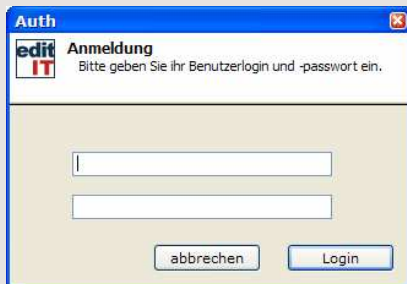 Auth
edit
IT
Anmeldung
Bitte geben Sie ihr Benutzerlogin und -passwort ein.
abbrechen
Login